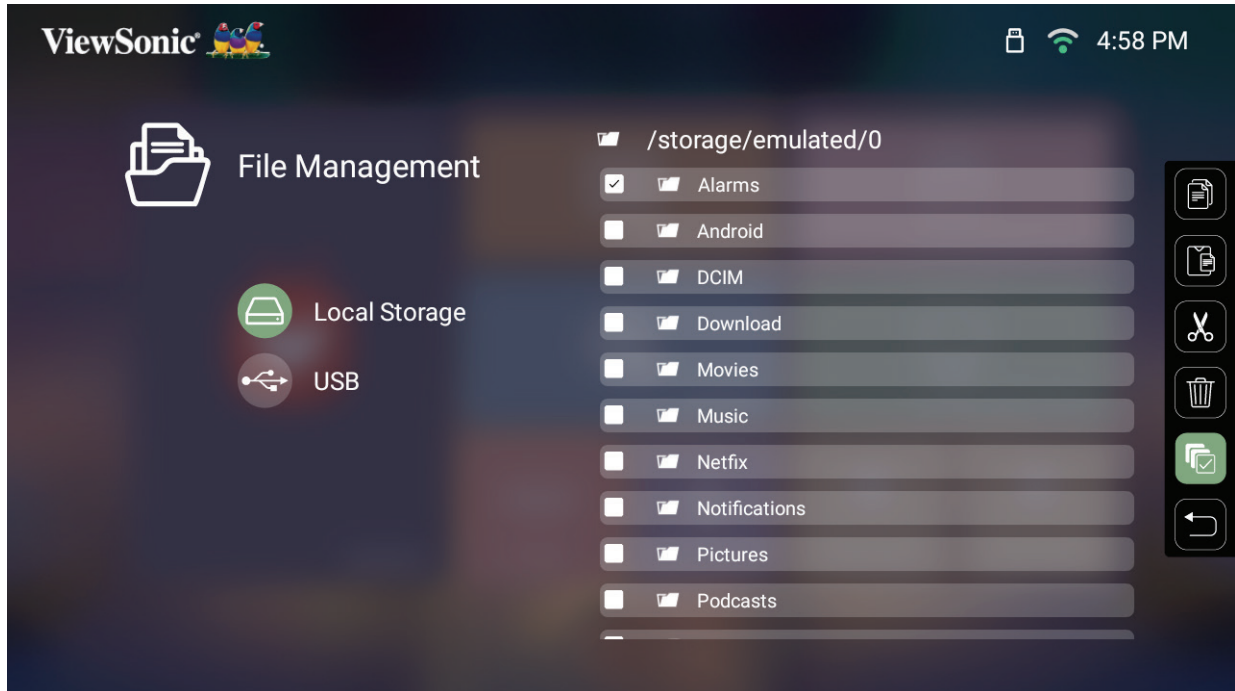 ViewSonic
4:58 PM
File Management
/storage/emulated/0
Alarms
Android
DCIM
Local Storage
Download
Movies
USB
Music
Netfix
Notifications
Pictures
Podcasts